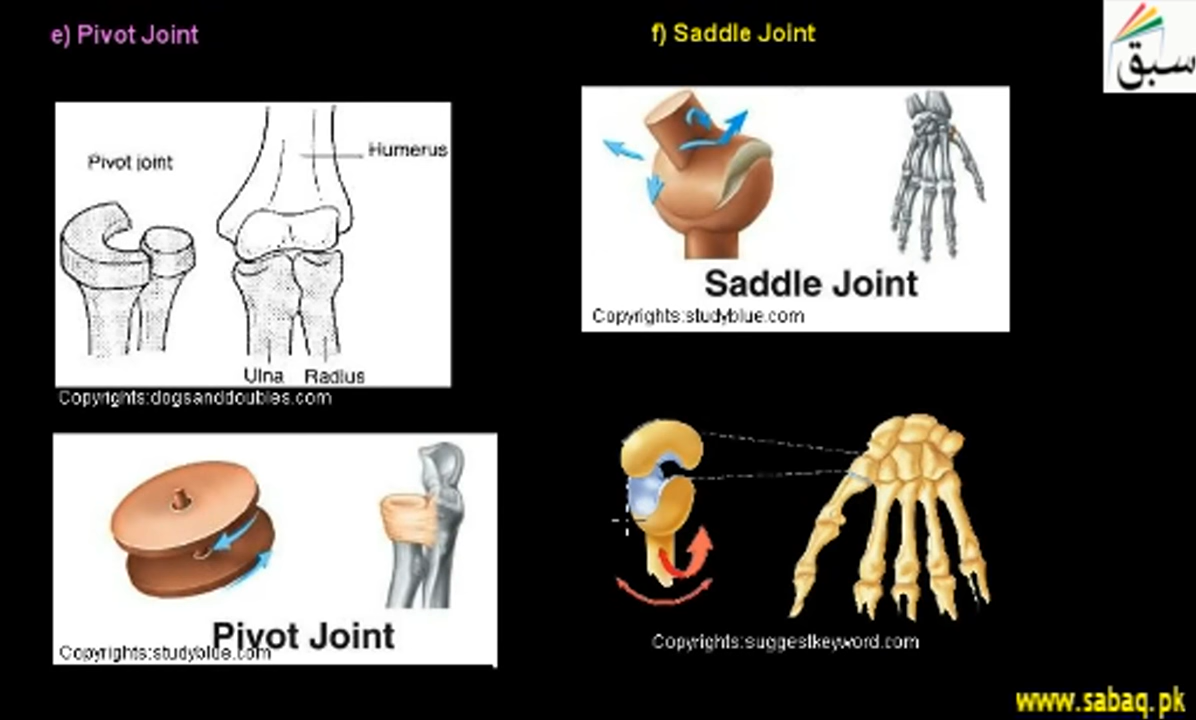 e) Pivot Joint
Pivot joint
Humerus
Ulna Radius
Copyrights:dogsanddoubles.com
Pivot Joint
Copyrights:studyblue.com
f) Saddle Joint
سبق
Saddle Joint
Copyrights:studyblue.com
Copyrights:suggestkeyword.com
www.sabaq.pk